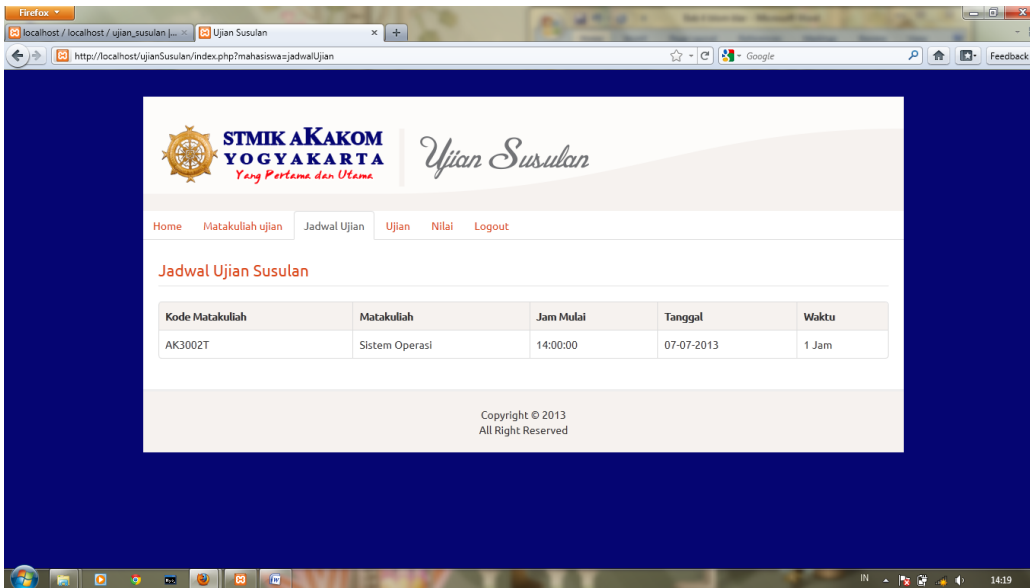 Firefox
localhost / localhost / ujian_susulan |...
Ujian Susulan
http://localhost/ujianSusulan/index.php?mahasiswa=jadwalUjian
Google
Feedback
STMIK AKAKOM
YOGYAKARTA
Yang Pertama dan Utama
Ujian Susulan
Home Matakuliah ujian Jadwal Ujian Ujian Nilai Logout
Jadwal Ujian Susulan
Kode Matakuliah Matakuliah Jam Mulai Tanggal Waktu
AK3002T Sistem Operasi 14:00:00 07-07-2013 1 Jam
Copyright © 2013
All Right Reserved
IN 14:19